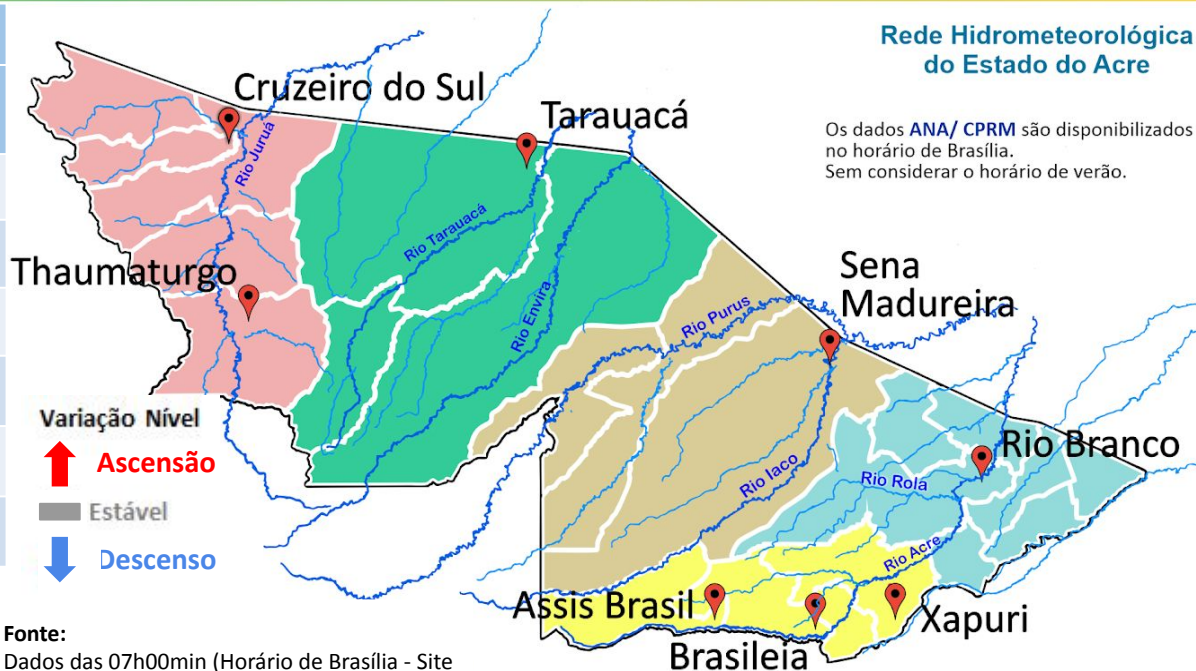 Rede Hidrometeorológica
do Estado do Acre
Os dados ANA/ CPRM são disponibilizados
no horário de Brasília.
Sem considerar o horário de verão.
Cruzeiro do Sul
Tarauacá
Rio Juruá
Rio Tarauacá
Thaumaturgo
Rio Envira
Sena
Madureira
Rio Purus
Variação Nível
Ascensão
Estável
Descenso
Rio Branco
Rio Iaco
Rio Rola
Rio Acre
Assis Brasil
Xapuri
Brasileia
Fonte:
Dados das 07h00min (Horário de Brasília - Site